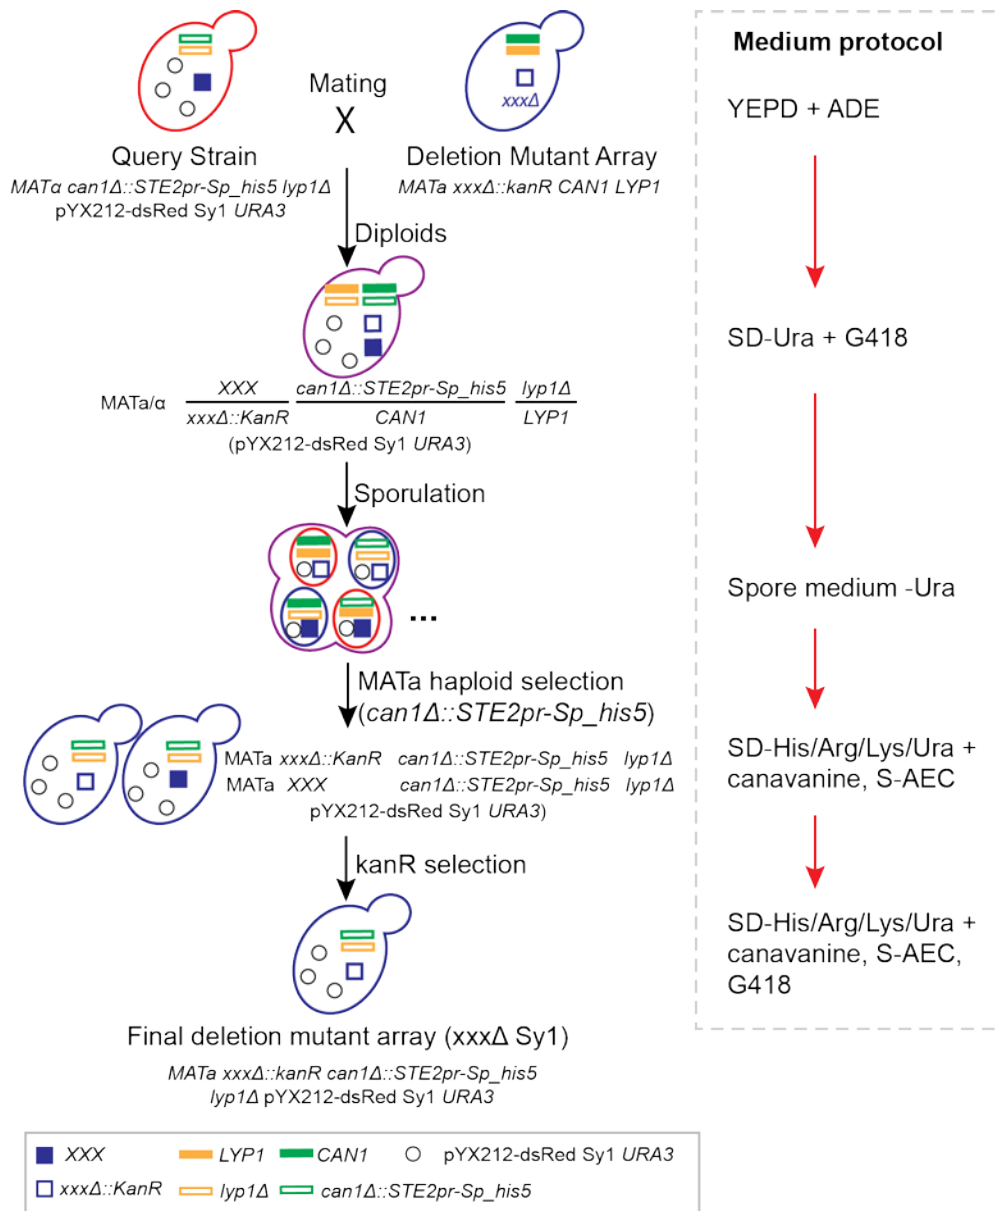 Medium protocol
xxxΔ
Mating
X
YEPD + ADE
Query Strain
MATα can1Δ::STE2pr-Sp_his5 lyp1Δ
pYX212-dsRed Sy1 URA3
Deletion Mutant Array
MATa xxxΔ::kanR CAN1 LYP1
Diploids
SD-Ura + G418
MATa/α
XXX
xxxΔ::KanR
can1Δ::STE2pr-Sp_his5
CAN1
lyp1Δ
LYP1
(pYX212-dsRed Sy1 URA3)
Sporulation
...
Spore medium -Ura
MATa haploid selection
(can1Δ::STE2pr-Sp_his5)
MATa xxxΔ::KanR can1Δ::STE2pr-Sp_his5 lyp1Δ
MATa XXX can1Δ::STE2pr-Sp_his5 lyp1Δ
pYX212-dsRed Sy1 URA3)
SD-His/Arg/Lys/Ura +
canavanine, S-AEC
kanR selection
SD-His/Arg/Lys/Ura +
canavanine, S-AEC,
G418
Final deletion mutant array (xxxΔ Sy1)
MATa xxxΔ::kanR can1Δ::STE2pr-Sp_his5
lyp1Δ pYX212-dsRed Sy1 URA3
XXX LYP1 CAN1 pYX212-dsRed Sy1 URA3
xxxΔ::KanR lyp1Δ can1Δ::STE2pr-Sp_his5